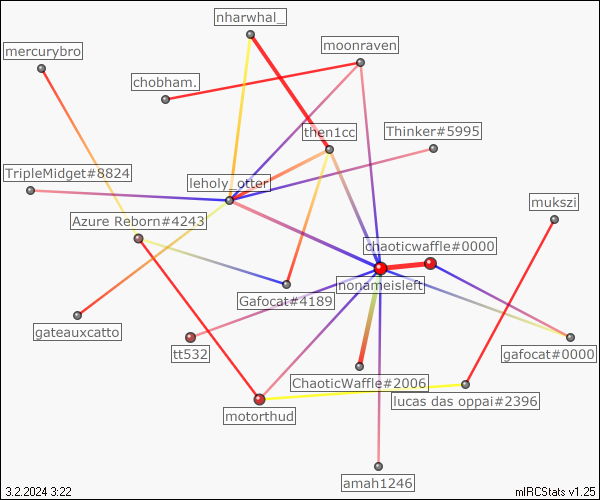 nharwhal_
moonraven
mercurybro
chobham.
then1cc
Thinker#5995
TripleMidget#8824
leholy_otter
mukszi
Azure Reborn#4243
chaoticwaffle#0000
nonameisleft
Gafocat#4189
gateauxcatto
tt532
gafocat#0000
ChaoticWaffle#2006
lucas das oppai#2396
motorthud
amah1246
3.2.2024 3:22
mIRCStats v1.25